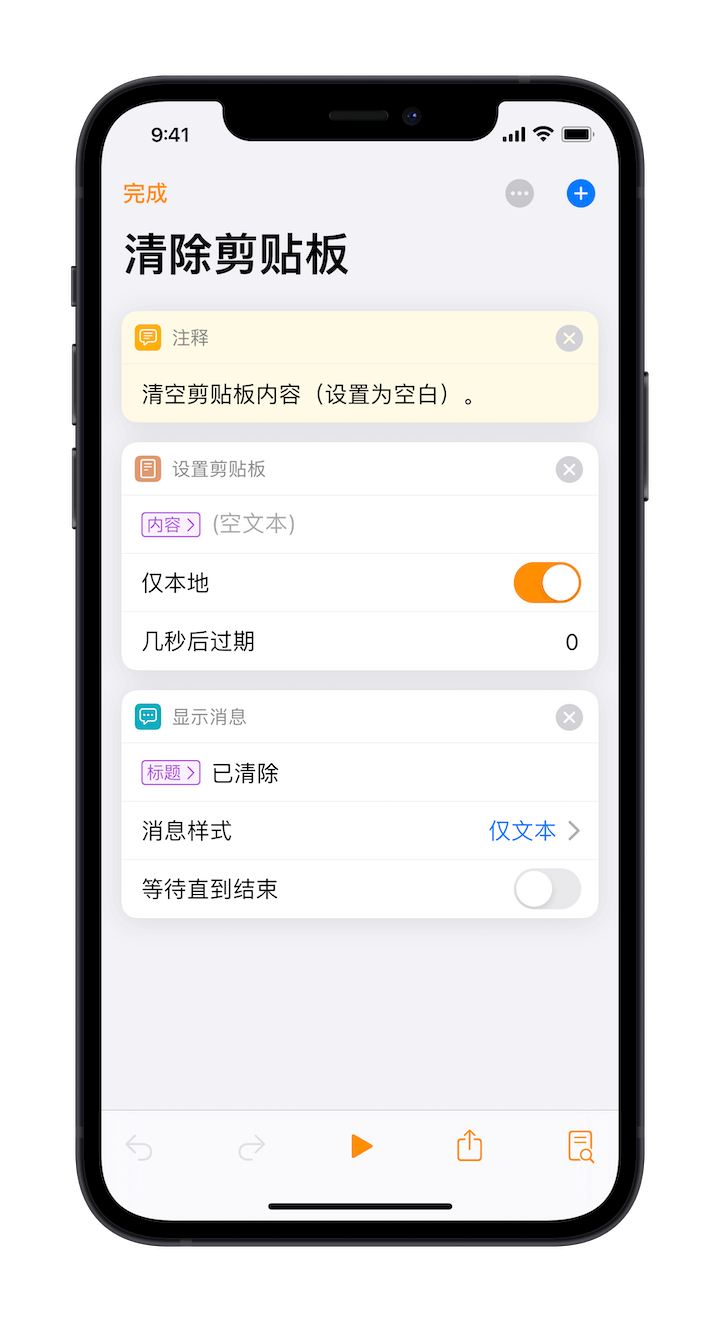 9:41
完成
清除剪贴板
注释
清空剪贴板内容（设置为空白）。
设置剪贴板
内容 (空文本)
仅本地
几秒后过期 0
显示消息
标题 已清除
消息样式 仅文本
等待直到结束